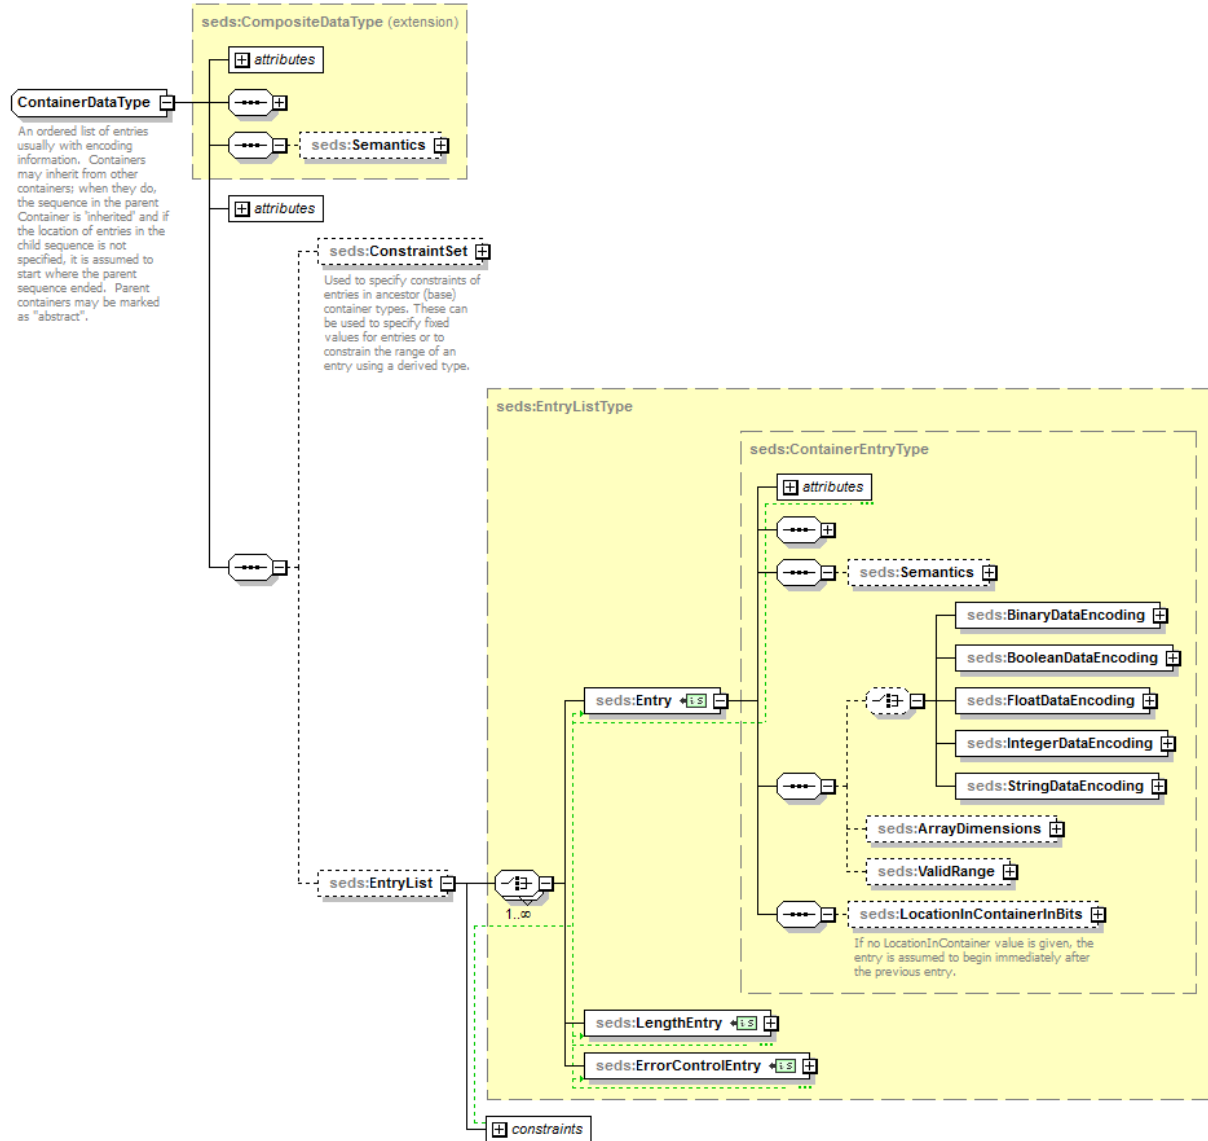 seds:CompositeDataType (extension)
attributes
ContainerDataType
An ordered list of entries
usually with encoding
information. Containers
may inherit from other
containers; when they do,
the sequence in the parent
Container is 'inherited' and if
the location of entries in the
child sequence is not
specified, it is assumed to
start where the parent
sequence ended. Parent
containers may be marked
as "abstract".
seds:Semantics
attributes
seds:ConstraintSet
Used to specify constraints of
entries in ancestor (base)
container types. These can
be used to specify fixed
values for entries or to
constrain the range of an
entry using a derived type.
seds:EntryListType
seds:ContainerEntryType
attributes
seds:Semantics
seds:BinaryDataEncoding
seds:BooleanDataEncoding
seds:Entry
seds:FloatDataEncoding
seds:IntegerDataEncoding
seds:StringDataEncoding
seds:ArrayDimensions
seds:ValidRange
seds:EntryList
1..∞
seds:LocationInContainerInBits
If no LocationInContainer value is given, the
entry is assumed to begin immediately after
the previous entry.
seds:LengthEntry
seds:ErrorControlEntry
constraints